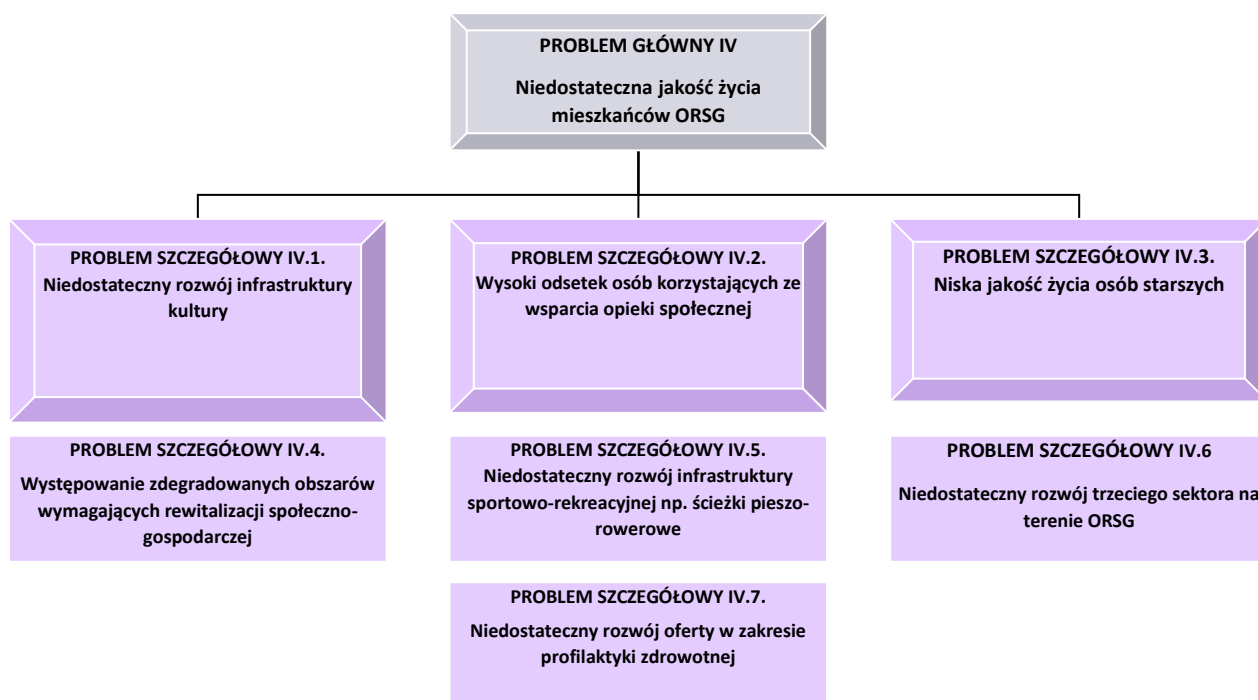 PROBLEM GŁÓWNY IV
Niedostateczna jakość życia
mieszkańców ORSG
PROBLEM SZCZEGÓŁOWY IV.1.
Niedostateczny rozwój infrastruktury
kultury
PROBLEM SZCZEGÓŁOWY IV.2.
Wysoki odsetek osób korzystających ze
wsparcia opieki społecznej
PROBLEM SZCZEGÓŁOWY IV.3.
Niska jakość życia osób starszych
PROBLEM SZCZEGÓŁOWY IV.4.
Występowanie zdegradowanych obszarów
wymagających rewitalizacji społeczno-
gospodarczej
PROBLEM SZCZEGÓŁOWY IV.5.
Niedostateczny rozwój infrastruktury
sportowo-rekreacyjnej np. ścieżki pieszo-
rowerowe
PROBLEM SZCZEGÓŁOWY IV.6
Niedostateczny rozwój trzeciego sektora na
terenie ORSG
PROBLEM SZCZEGÓŁOWY IV.7.
Niedostateczny rozwój oferty w zakresie
profilaktyki zdrowotnej